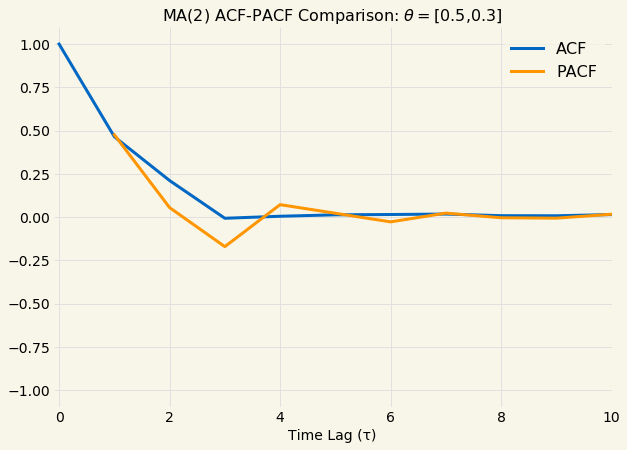 MA(2) ACF-PACF Comparison: θ = [0.5,0.3]
ACF
PACF
1.00
0.75
0.50
0.25
0.00
−0.25
−0.50
−0.75
−1.00
0 2 4 6 8 10
Time Lag (τ)